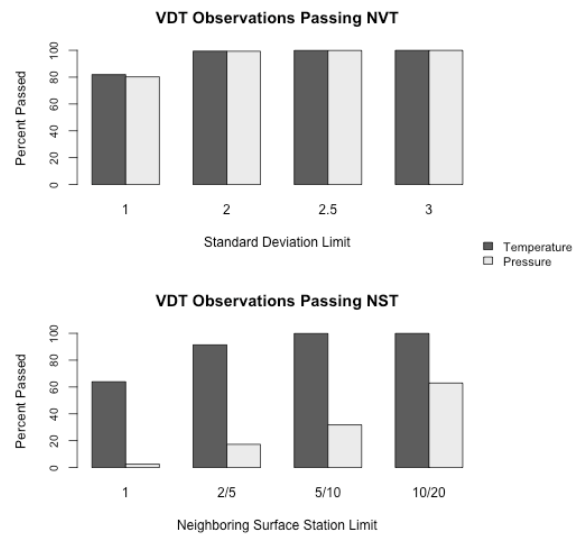 VDT Observations Passing NVT
Percent Passed
100
80
60
40
20
0
1 2 2.5 3
Standard Deviation Limit
Temperature
Pressure
VDT Observations Passing NST
Percent Passed
100
80
60
40
20
0
1 2/5 5/10 10/20
Neighboring Surface Station Limit